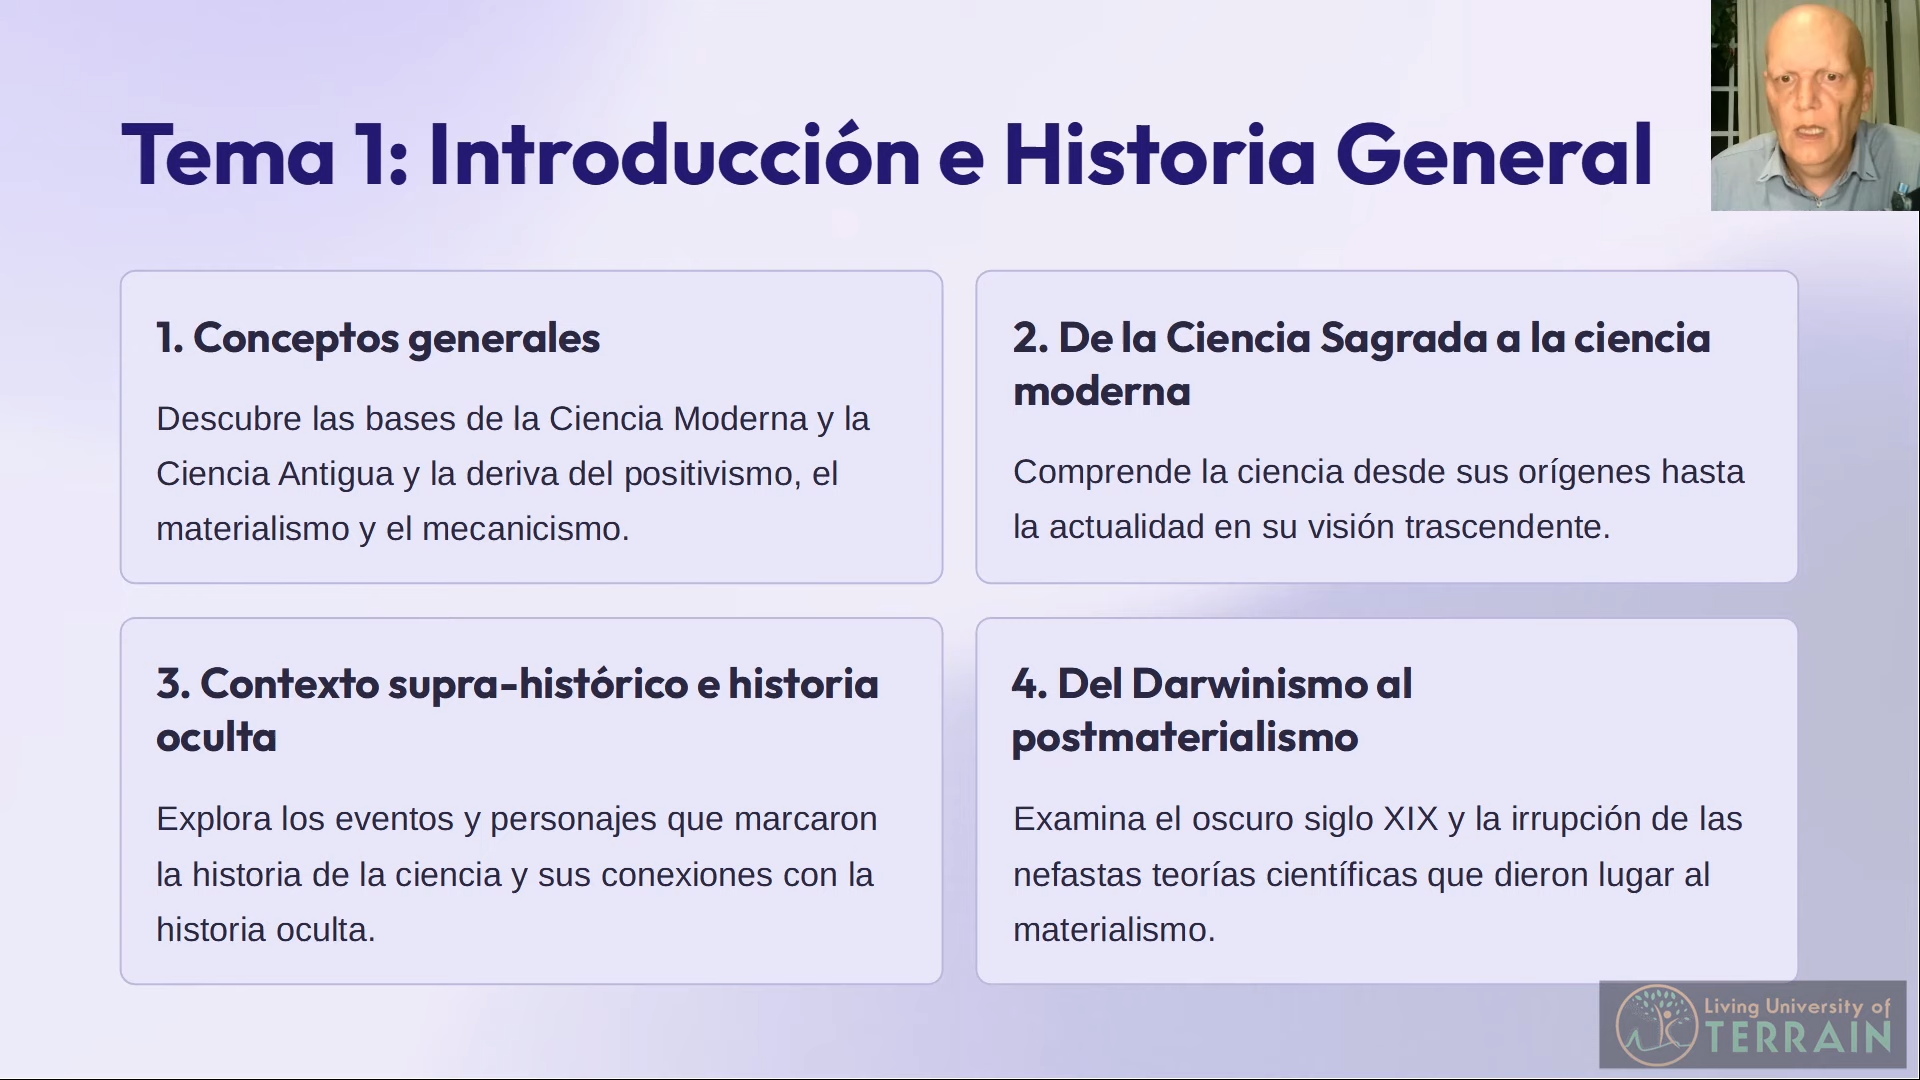 Tema 1: Introducción e Historia General
1. Conceptos generales
Descubre las bases de la Ciencia Moderna y la
Ciencia Antigua y la deriva del positivismo, el
materialismo y el mecanicismo.
2. De la Ciencia Sagrada a la ciencia
moderna
Comprende la ciencia desde sus orígenes hasta
la actualidad en su visión trascendente.
3. Contexto supra-histórico e historia
oculta
Explora los eventos y personajes que marcaron
la historia de la ciencia y sus conexiones con la
historia oculta.
4. Del Darwinismo al
postmaterialismo
Examina el oscuro siglo XIX y la irrupción de las
nefastas teorías científicas que dieron lugar al
materialismo.
Living University of
TERRAIN